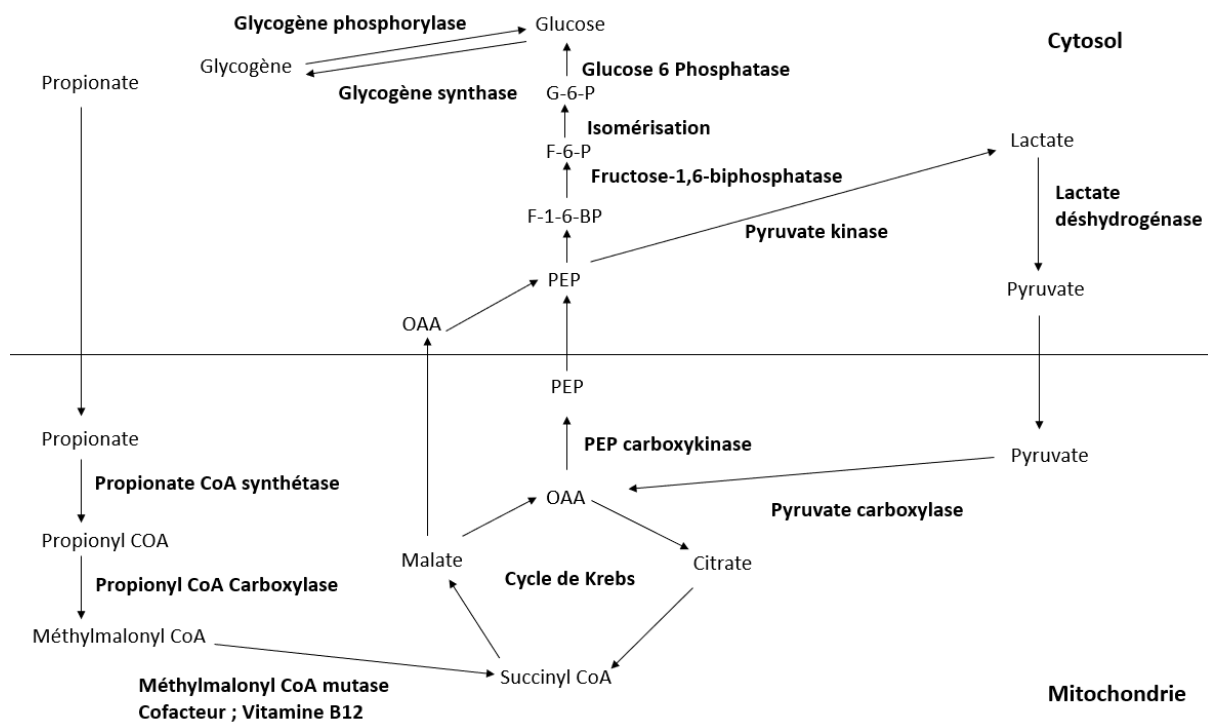 Glycogène phosphorylase
Glucose
Cytosol
Glycogène
Propionate
Glucose 6 Phosphatase
Glycogène synthase
G-6-P
Isomérisation
Lactate
F-6-P
Fructose-1,6-biphosphatase
Lactate
déshydrogénase
F-1-6-BP
Pyruvate kinase
PEP
Pyruvate
OAA
PEP
Propionate
PEP carboxykinase
Pyruvate
Propionate CoA synthétase
OAA
Pyruvate carboxylase
Propionyl COA
Malate
Citrate
Cycle de Krebs
Propionyl CoA Carboxylase
Méthylmalonyl CoA
Succinyl CoA
Méthylmalonyl CoA mutase
Cofacteur ; Vitamine B12
Mitochondrie